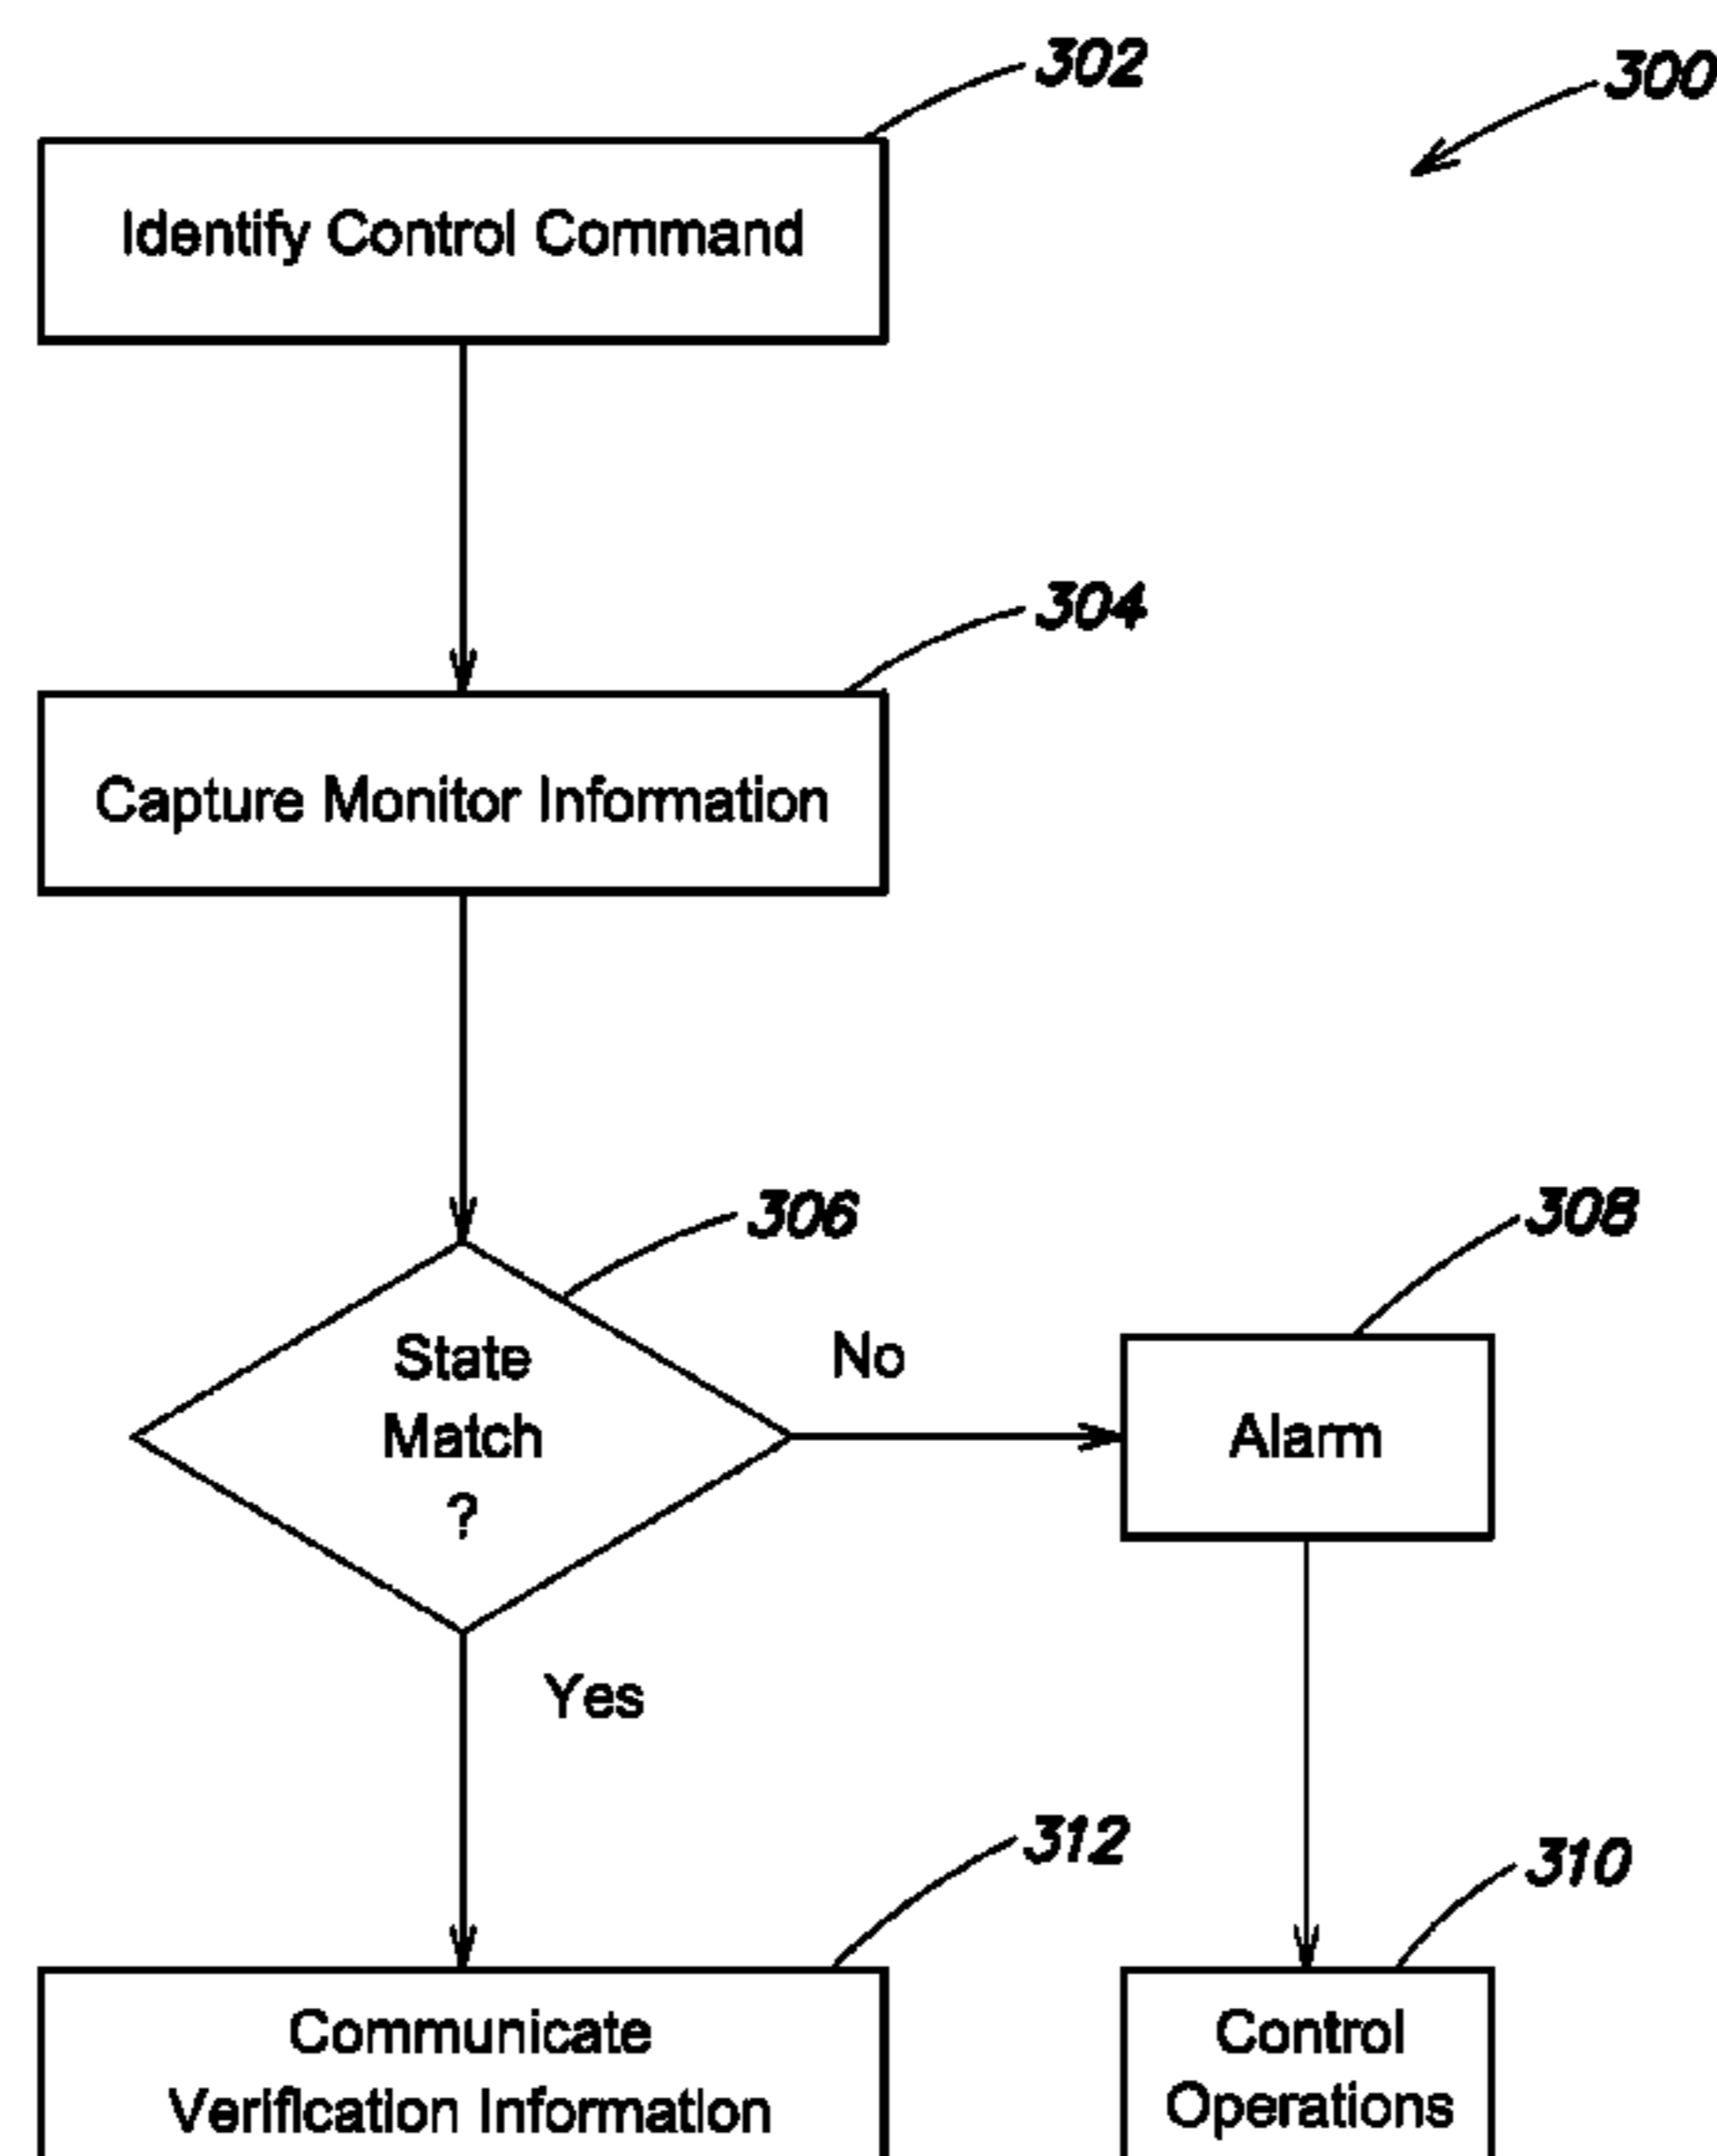 302
300
Identify Control Command
304
Capture Monitor Information
306
308
State
Match
?
No
Alarm
Yes
312
310
Communicate
Verification Information
Control
Operations